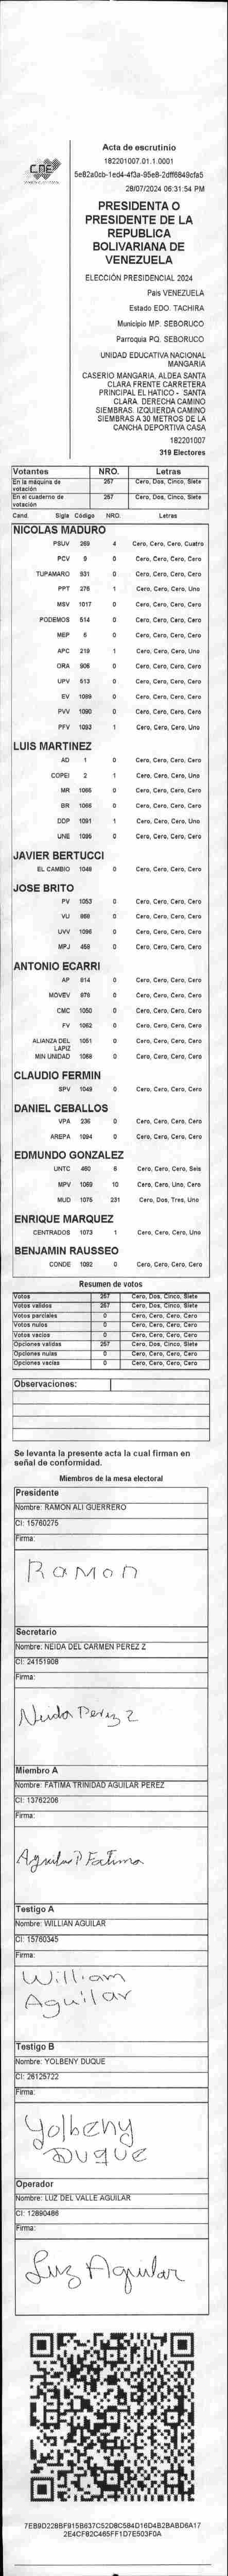 CNE
Acta de escrutinio
182201007.01.1.0001
5e82a0cb-1ed4-4f3a-95e8-2dff6849cfa5
28/07/2024 06:31:54 PM
PRESIDENTA O
PRESIDENTE DE LA
REPUBLICA
BOLIVARIANA DE
VENEZUELA
ELECCIÓN PRESIDENCIAL 2024
Pais VENEZUELA
Estado EDO. TACHIRA
Municipio MP. SEBORUCO
Parroquia PQ. SEBORUCO
UNIDAD EDUCATIVA NACIONAL
MANGARIA
CASERIO MANGARIA. ALDEA SANTA
CLARA FRENTE CARRETERA
PRINCIPAL EL HATICO - SANTA
CLARA. DERECHA CAMINO
SIEMBRAS. IZQUIERDA CAMINO
SIEMBRAS A 30 METROS DE LA
CANCHA DEPORTIVA CASA
182201007
319 Electores
Votantes NRO. Letras
En la máquina de votación 257 Cero, Dos, Cinco, Siete
En el cuaderno de votación 257 Cero, Dos, Cinco, Siete
Cand. Sigla Código NRO. Letras
NICOLAS MADURO
PSUV 269 4 Cero, Cero, Cero, Cuatro
PCV 9 0 Cero, Cero, Cero, Cero
TUPAMARO 931 0 Cero, Cero, Cero, Cero
PPT 276 1 Cero, Cero, Cero, Uno
MSV 1017 0 Cero, Cero, Cero, Cero
PODEMOS 514 0 Cero, Cero, Cero, Cero
MEP 6 0 Cero, Cero, Cero, Cero
APC 219 1 Cero, Cero, Cero, Uno
ORA 906 0 Cero, Cero, Cero, Cero
UPV 513 0 Cero, Cero, Cero, Cero
EV 1089 0 Cero, Cero, Cero, Cero
PVV 1090 0 Cero, Cero, Cero, Cero
PFV 1093 1 Cero, Cero, Cero, Uno
LUIS MARTINEZ
AD 1 0 Cero, Cero, Cero, Cero
COPEI 2 1 Cero, Cero, Cero, Uno
MR 1065 0 Cero, Cero, Cero, Cero
BR 1066 0 Cero, Cero, Cero, Cero
DDP 1091 1 Cero, Cero, Cero, Uno
UNE 1095 0 Cero, Cero, Cero, Cero
JAVIER BERTUCCI
EL CAMBIO 1048 0 Cero, Cero, Cero, Cero
JOSE BRITO
PV 1053 0 Cero, Cero, Cero, Cero
VU 868 0 Cero, Cero, Cero, Cero
UVV 1096 0 Cero, Cero, Cero, Cero
MPJ 458 0 Cero, Cero, Cero, Cero
ANTONIO ECARRI
AP 914 0 Cero, Cero, Cero, Cero
MOVEV 878 0 Cero, Cero, Cero, Cero
CMC 1050 0 Cero, Cero, Cero, Cero
FV 1062 0 Cero, Cero, Cero, Cero
ALIANZA DEL LAPIZ 1051 0 Cero, Cero, Cero, Cero
MIN UNIDAD 1088 0 Cero, Cero, Cero, Cero
CLAUDIO FERMIN
SPV 1049 0 Cero, Cero, Cero, Cero
DANIEL CEBALLOS
VPA 236 0 Cero, Cero, Cero, Cero
AREPA 1094 0 Cero, Cero, Cero, Cero
EDMUNDO GONZALEZ
UNTC 460 6 Cero, Cero, Cero, Seis
MPV 1069 10 Cero, Cero, Uno, Cero
MUD 1075 231 Cero, Dos, Tres, Uno
ENRIQUE MARQUEZ
CENTRADOS 1073 1 Cero, Cero, Cero, Uno
BENJAMIN RAUSSEO
CONDE 1092 0 Cero, Cero, Cero, Cero
Resumen de votos
Votos 257 Cero, Dos, Cinco, Siete
Votos validos 257 Cero, Dos, Cinco, Siete
Votos parciales 0 Cero, Cero, Cero, Cero
Votos nulos 0 Cero, Cero, Cero, Cero
Votos vacios 0 Cero, Cero, Cero, Cero
Opciones validas 257 Cero, Dos, Cinco, Siete
Opciones nulas 0 Cero, Cero, Cero, Cero
Opciones vacias 0 Cero, Cero, Cero, Cero
Observaciones:
Se levanta la presente acta la cual firman en
señal de conformidad.
Miembros de la mesa electoral
Presidente
Nombre: RAMON ALI GUERRERO
CI: 15760275
Firma:
Ramon
Secretario
Nombre: NEIDA DEL CARMEN PEREZ Z
CI: 24151908
Firma:
Neida Perez Z
Miembro A
Nombre: FATIMA TRINIDAD AGUILAR PEREZ
CI: 13762206
Firma:
Aguilar P Fatima
Testigo A
Nombre: WILLIAN AGUILAR
CI: 15760345
Firma:
William
Aguilar
Testigo B
Nombre: YOLBENY DUQUE
CI: 26125722
Firma:
Yolbeny
Duque
Operador
Nombre: LUZ DEL VALLE AGUILAR
CI: 12890486
Firma:
Luz Aguilar
7EB9D228BF915B637C52D8C584D16D4B2BABD6A17
2E4CF82C465FF1D7E503F0A